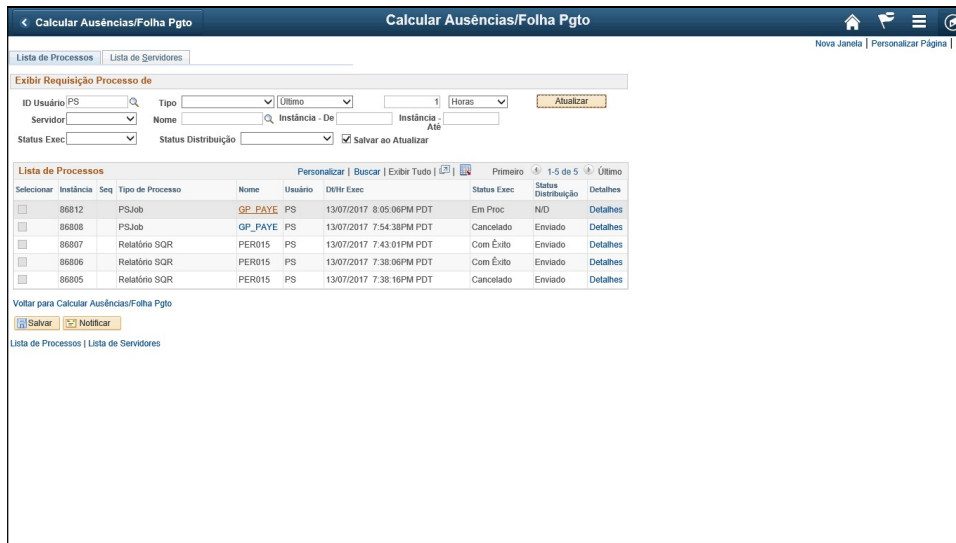 Calcular Ausências/Folha Pgto
Calcular Ausências/Folha Pgto
Nova Janela | Personalizar Página |
Lista de Processos
Lista de Servidores
Exibir Requisição Processo de
ID Usuário PS Tipo Último 1 Horas Atualizar
Servidor Nome Instância - De Instância - Até
Status Exec Status Distribuição Salvar ao Atualizar
Lista de Processos Personalizar | Buscar | Exibir Tudo | | Primeiro 1-5 de 5 Último
Selecionar Instância Seq Tipo de Processo Nome Usuário Dt/Hr Exec Status Exec Status Distribuição Detalhes
86812 PSJob GP_PAYE PS 13/07/2017 8:05:06PM PDT Em Proc N/D Detalhes
86808 PSJob GP_PAYE PS 13/07/2017 7:54:38PM PDT Cancelado Enviado Detalhes
86807 Relatório SQR PER015 PS 13/07/2017 7:43:01PM PDT Com Êxito Enviado Detalhes
86806 Relatório SQR PER015 PS 13/07/2017 7:38:06PM PDT Com Êxito Enviado Detalhes
86805 Relatório SQR PER015 PS 13/07/2017 7:38:16PM PDT Cancelado Enviado Detalhes
Voltar para Calcular Ausências/Folha Pgto
Salvar Notificar
Lista de Processos | Lista de Servidores